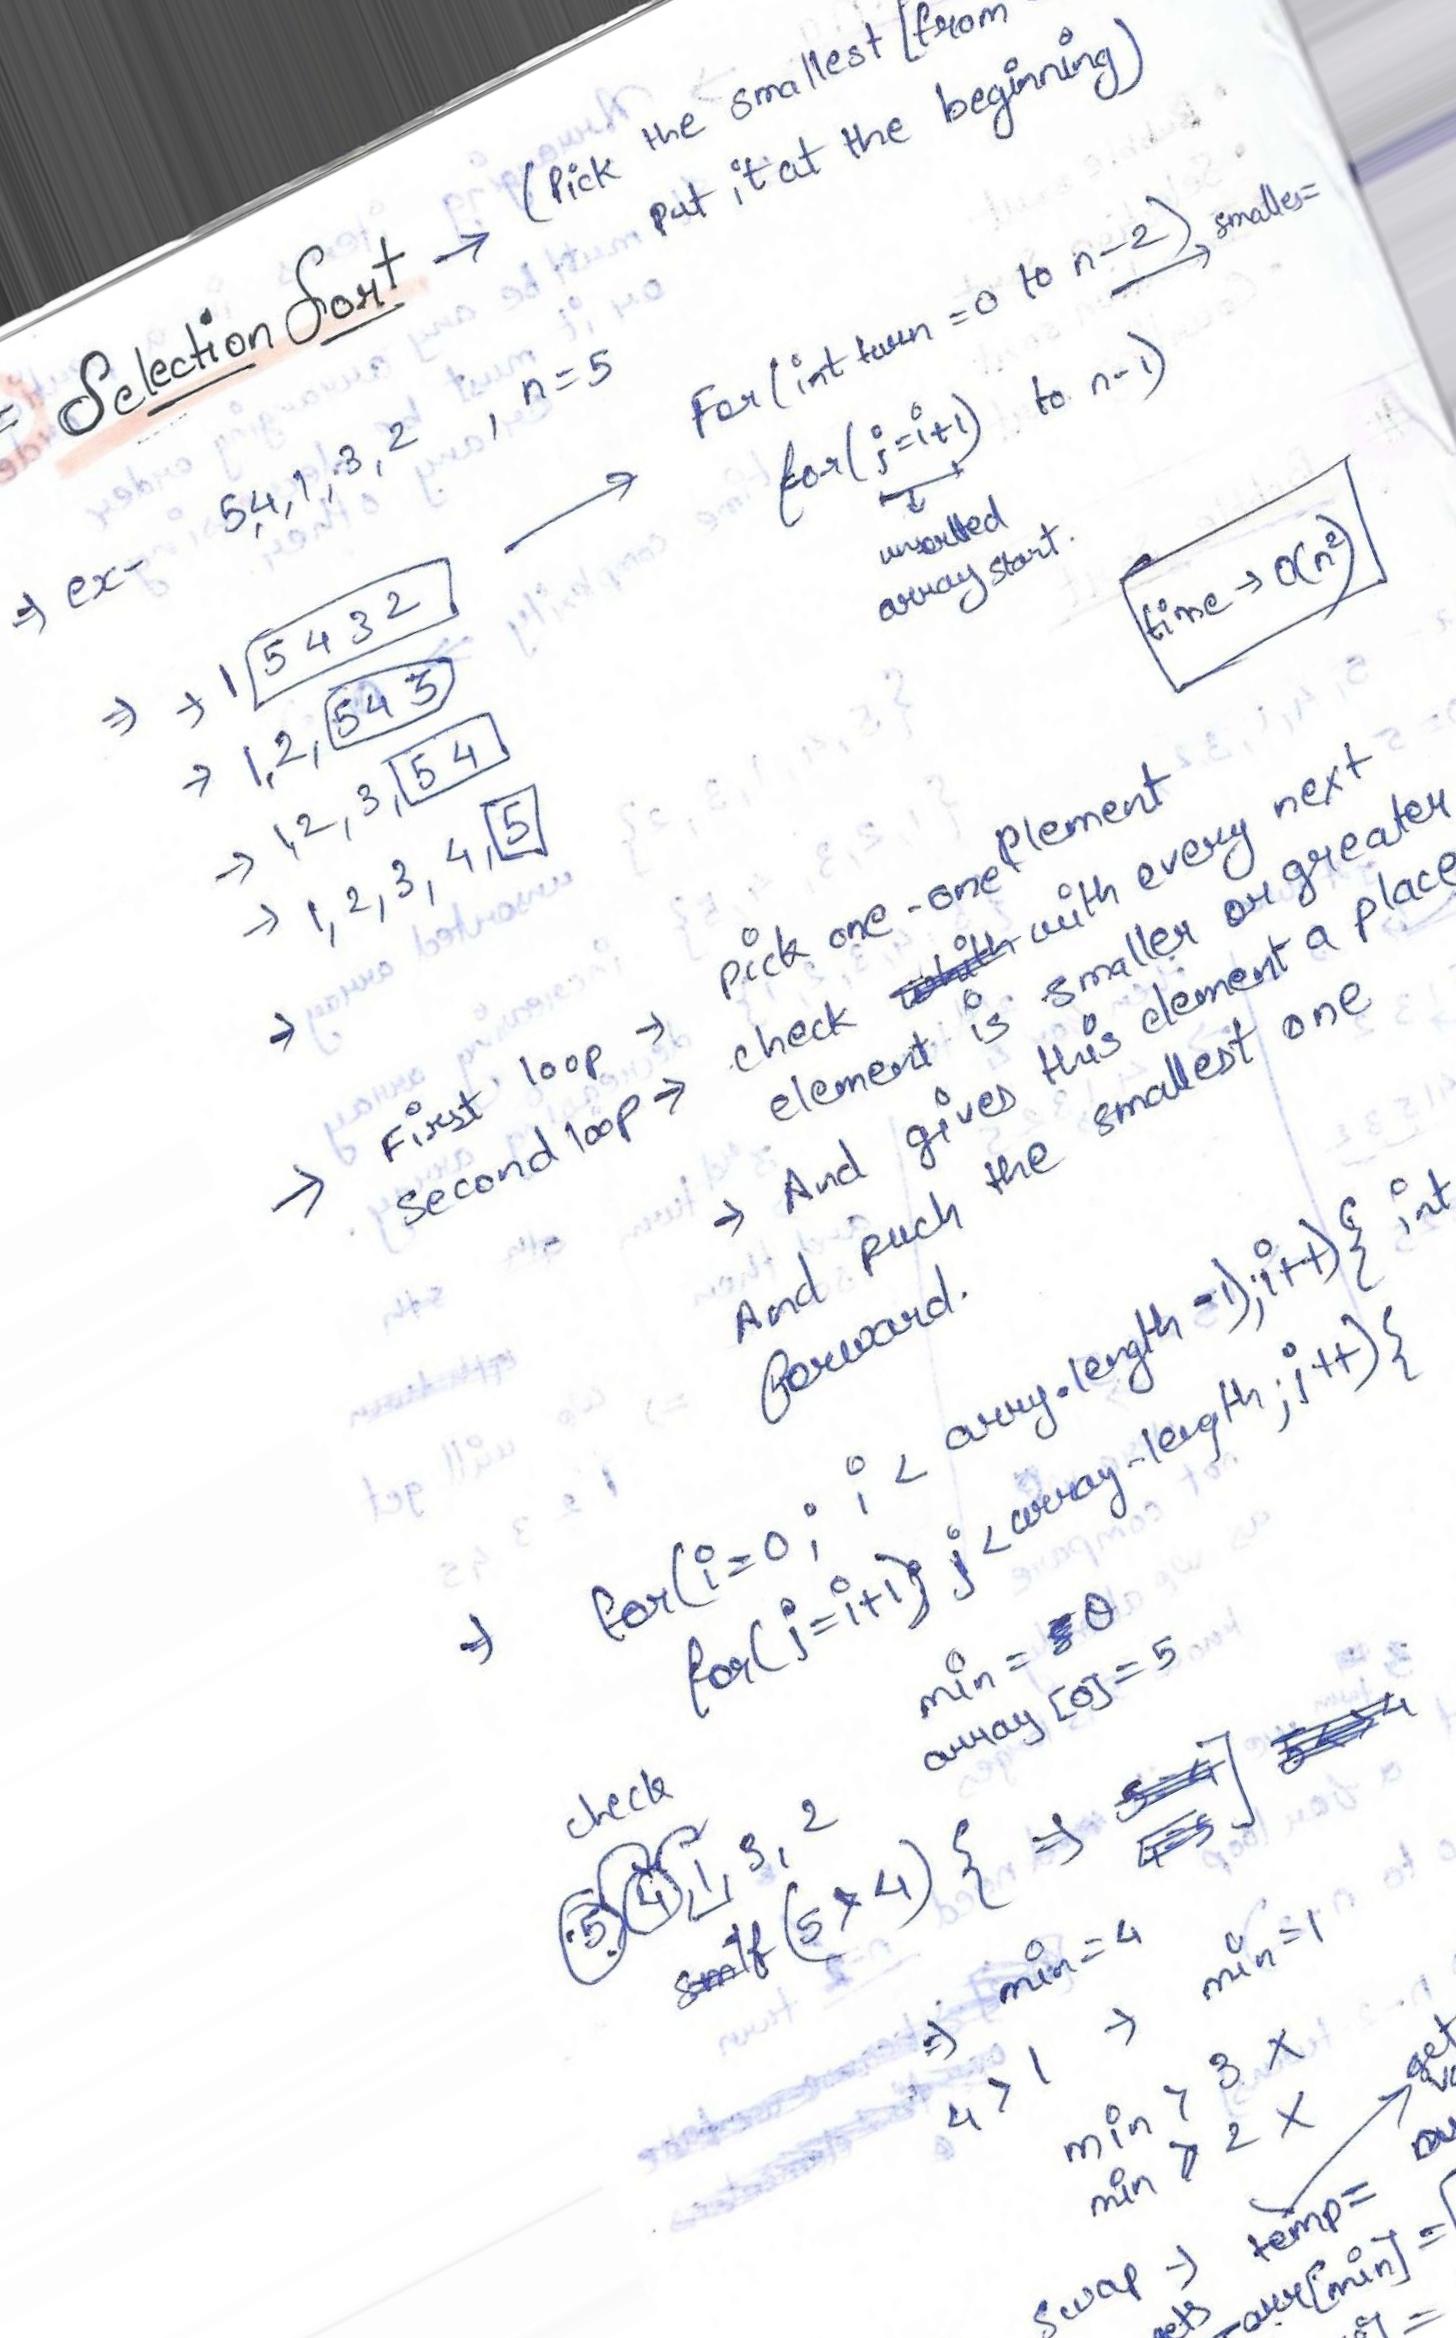 Selection Sort → (Pick the smallest [from
put it at the beginning)
⇒ ex- 5,4,1,3,2 , n=5
For (int turn =0 to n-2) → smalles=
for(j=i+1) to n-1)
↓
unsorted
array start.
time → O(n²)
⇒ → 1 5 4 3 2
→ 1,2, 5 4 3
→ 1,2,3, 5 4
→ 1,2,3,4, 5
→
First loop → pick one-one element
→ second loop → check with every next
element is smaller or greater
→ And gives this element a place
And puch the smallest one
forward.
⇒ for(i=0; i< array.length -1);i++){ int
for(j=i+1; j<array.length;j++){
min = 0
array [0]=5
check
5, 4, 1, 3, 2
if (5>4) { ⇒
⇒ min=4
4>1 → min=1
min > 3 X
min > 2 X
get
swap → temp=
arr[min] =